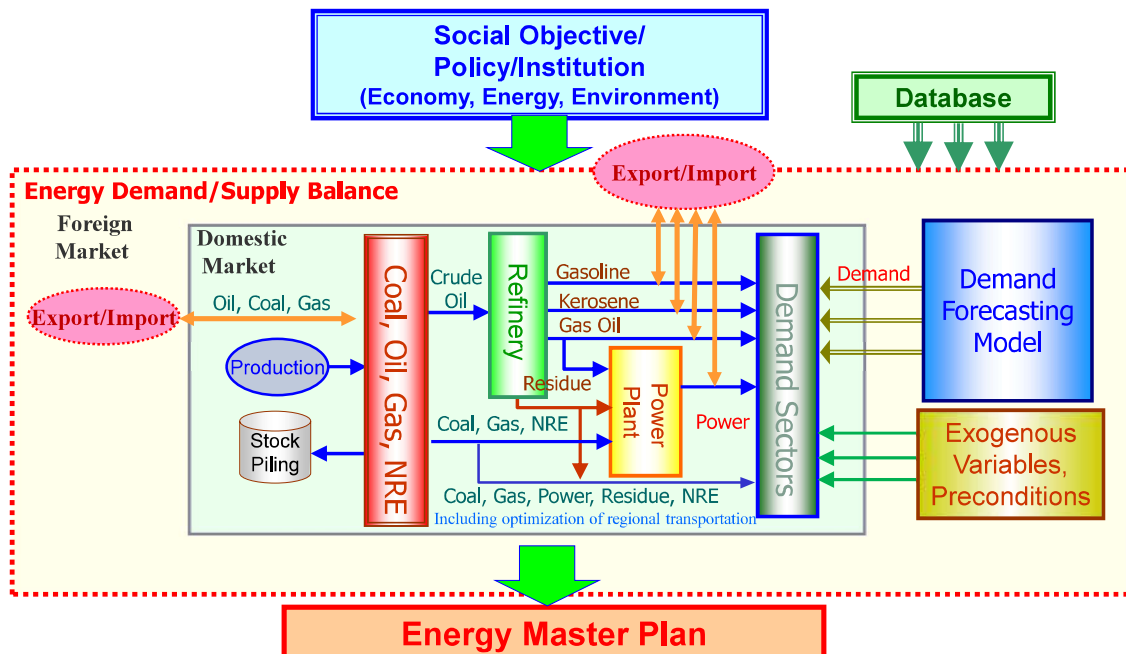 Social Objective/
Policy/Institution
(Economy, Energy, Environment)
Database
Export/Import
Energy Demand/Supply Balance
Foreign
Market
Domestic
Market
Oil, Coal, Gas
Export/Import
Production
Stock
Piling
Coal, Oil, Gas, NRE
Crude
Oil
Refinery
Gasoline
Kerosene
Gas Oil
Residue
Power
Plant
Coal, Gas, NRE
Power
Coal, Gas, Power, Residue, NRE
Including optimization of regional transportation
Demand Sectors
Demand
Demand
Forecasting
Model
Exogenous
Variables,
Preconditions
Energy Master Plan